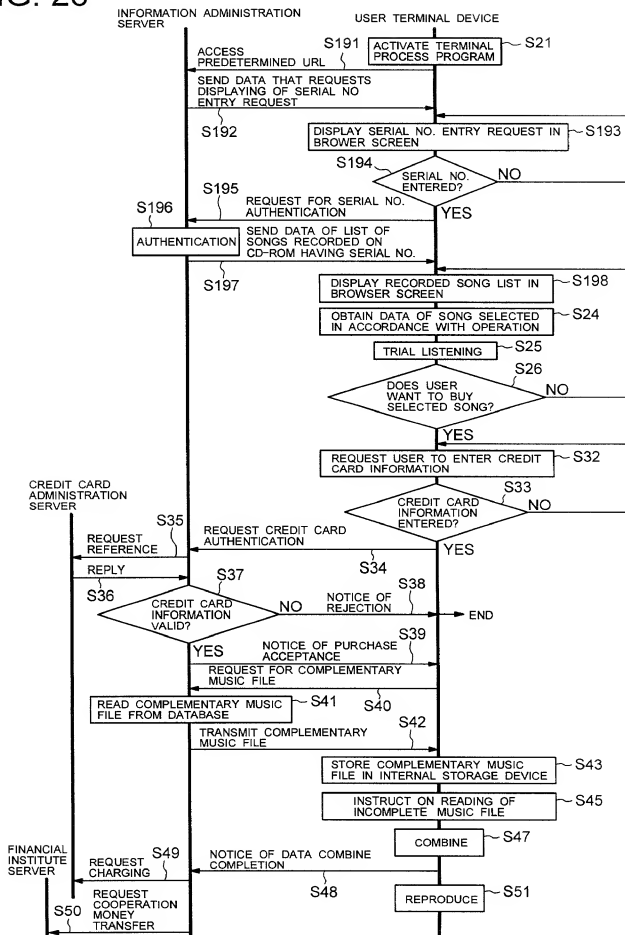 INFORMATION ADMINISTRATION
SERVER
USER TERMINAL DEVICE
ACTIVATE TERMINAL
PROCESS PROGRAM
S21
S191
ACCESS
PREDETERMINED URL
SEND DATA THAT REQUESTS
DISPLAYING OF SERIAL NO
ENTRY REQUEST
S192
DISPLAY SERIAL NO. ENTRY REQUEST IN
BROWER SCREEN
S193
S194
SERIAL NO.
ENTERED?
NO
YES
S195
REQUEST FOR SERIAL NO.
AUTHENTICATION
S196
AUTHENTICATION
SEND DATA OF LIST OF
SONGS RECORDED ON
CD-ROM HAVING SERIAL NO.
S197
DISPLAY RECORDED SONG LIST IN
BROWSER SCREEN
S198
OBTAIN DATA OF SONG SELECTED
IN ACCORDANCE WITH OPERATION
S24
TRIAL LISTENING
S25
S26
DOES USER
WANT TO BUY
SELECTED SONG?
NO
YES
REQUEST USER TO ENTER CREDIT
CARD INFORMATION
S32
S33
CREDIT CARD
INFORMATION
ENTERED?
NO
YES
CREDIT CARD
ADMINISTRATION
SERVER
REQUEST CREDIT CARD
AUTHENTICATION
S34
S35
REQUEST
REFERENCE
REPLY
S36
S37
CREDIT CARD
INFORMATION
VALID?
NO
NOTICE OF
REJECTION
S38
END
YES
NOTICE OF PURCHASE
ACCEPTANCE
S39
REQUEST FOR COMPLEMENTARY
MUSIC FILE
S40
READ COMPLEMENTARY MUSIC
FILE FROM DATABASE
S41
TRANSMIT COMPLEMENTARY
MUSIC FILE
S42
STORE COMPLEMENTARY MUSIC
FILE IN INTERNAL STORAGE DEVICE
S43
INSTRUCT ON READING OF
INCOMPLETE MUSIC FILE
S45
COMBINE
S47
NOTICE OF DATA COMBINE
COMPLETION
S48
FINANCIAL
INSTITUTE
SERVER
REQUEST
CHARGING
S49
REQUEST
COOPERATION
MONEY
TRANSFER
S50
REPRODUCE
S51